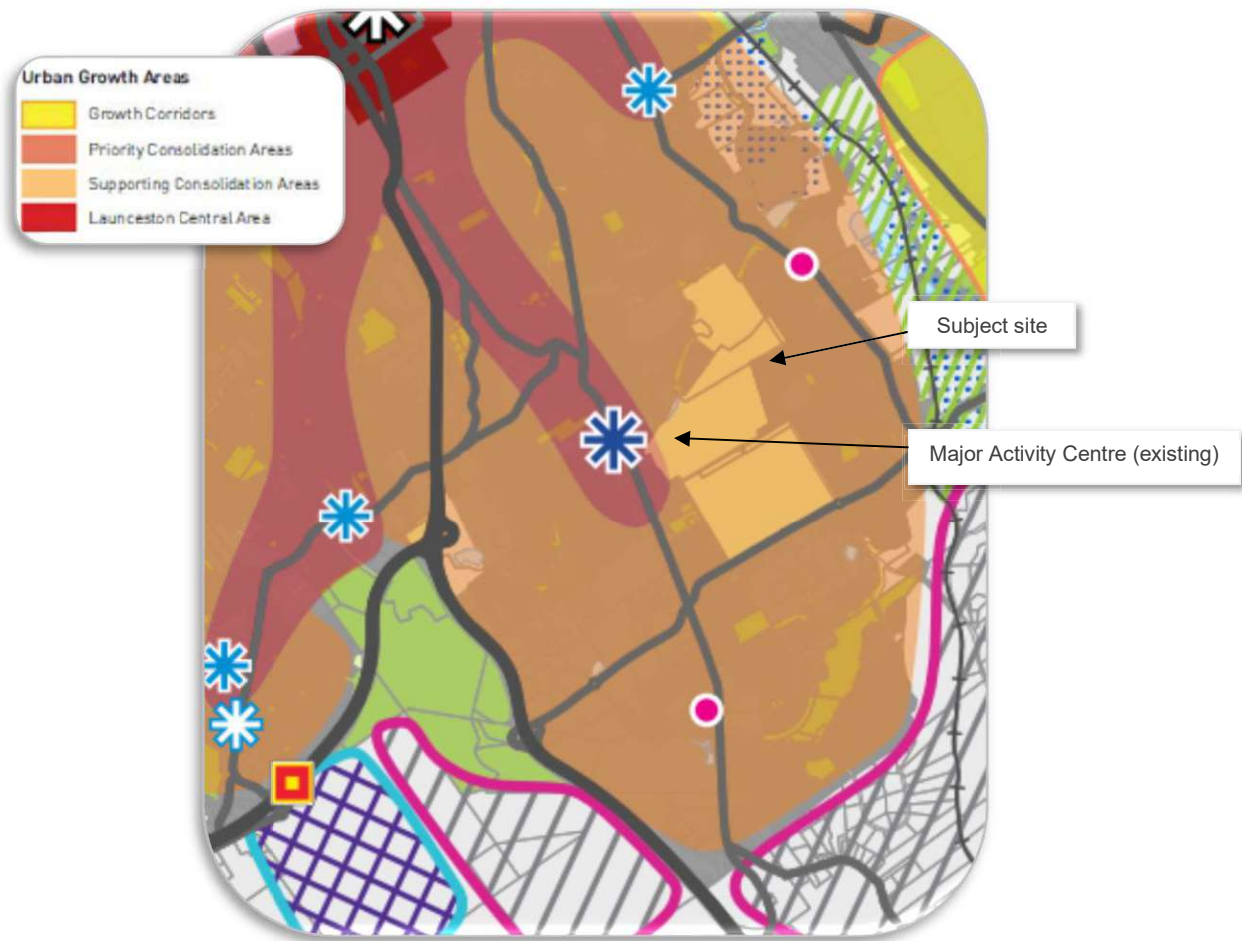 Urban Growth Areas
Growth Corridors
Priority Consolidation Areas
Supporting Consolidation Areas
Launceston Central Area
Subject site
Major Activity Centre (existing)